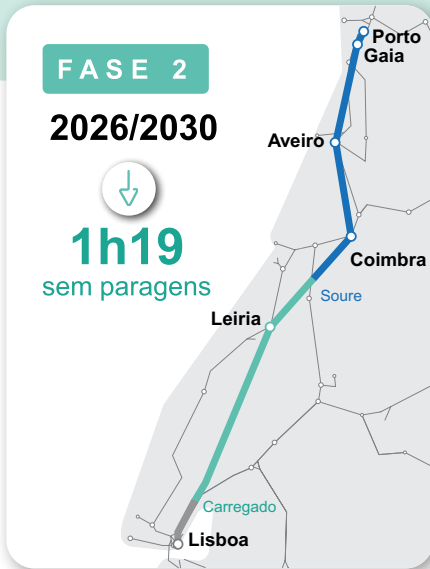 FASE 2
2026/2030
1h19
sem paragens
Porto
Gaia
Aveiro
Coimbra
Soure
Leiria
Carregado
Lisboa